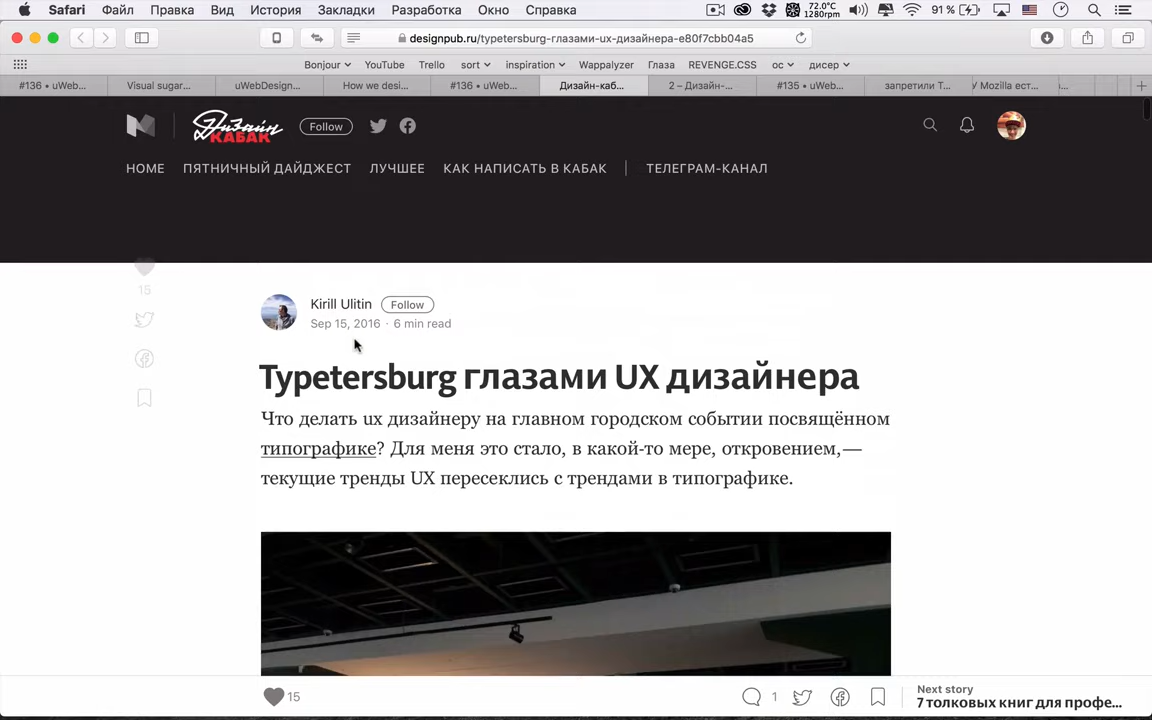 Safari Файл Правка Вид История Закладки Разработка Окно Справка 72.0°C 1280rpm 91 %
designpub.ru/typetersburg-глазами-ux-дизайнера-e80f7cbb04a5
Bonjour YouTube Trello sort inspiration Wappalyzer Глаза REVENGE.CSS ос дисер
#136 • uWeb... Visual sugar... uWebDesign... How we desi... #136 • uWeb... Дизайн-каб... 2 – Дизайн-... #135 • uWeb... запретили Т... У Mozilla ест...
Дизайн КАБАК Follow
HOME ПЯТНИЧНЫЙ ДАЙДЖЕСТ ЛУЧШЕЕ КАК НАПИСАТЬ В КАБАК ТЕЛЕГРАМ-КАНАЛ
15
Kirill Ulitin Follow
Sep 15, 2016 · 6 min read
Typetersburg глазами UX дизайнера
Что делать ux дизайнеру на главном городском событии посвящённом
типографике? Для меня это стало, в какой-то мере, откровением,—
текущие тренды UX пересеклись с трендами в типографике.
15 1
Next story
7 толковых книг для профе...